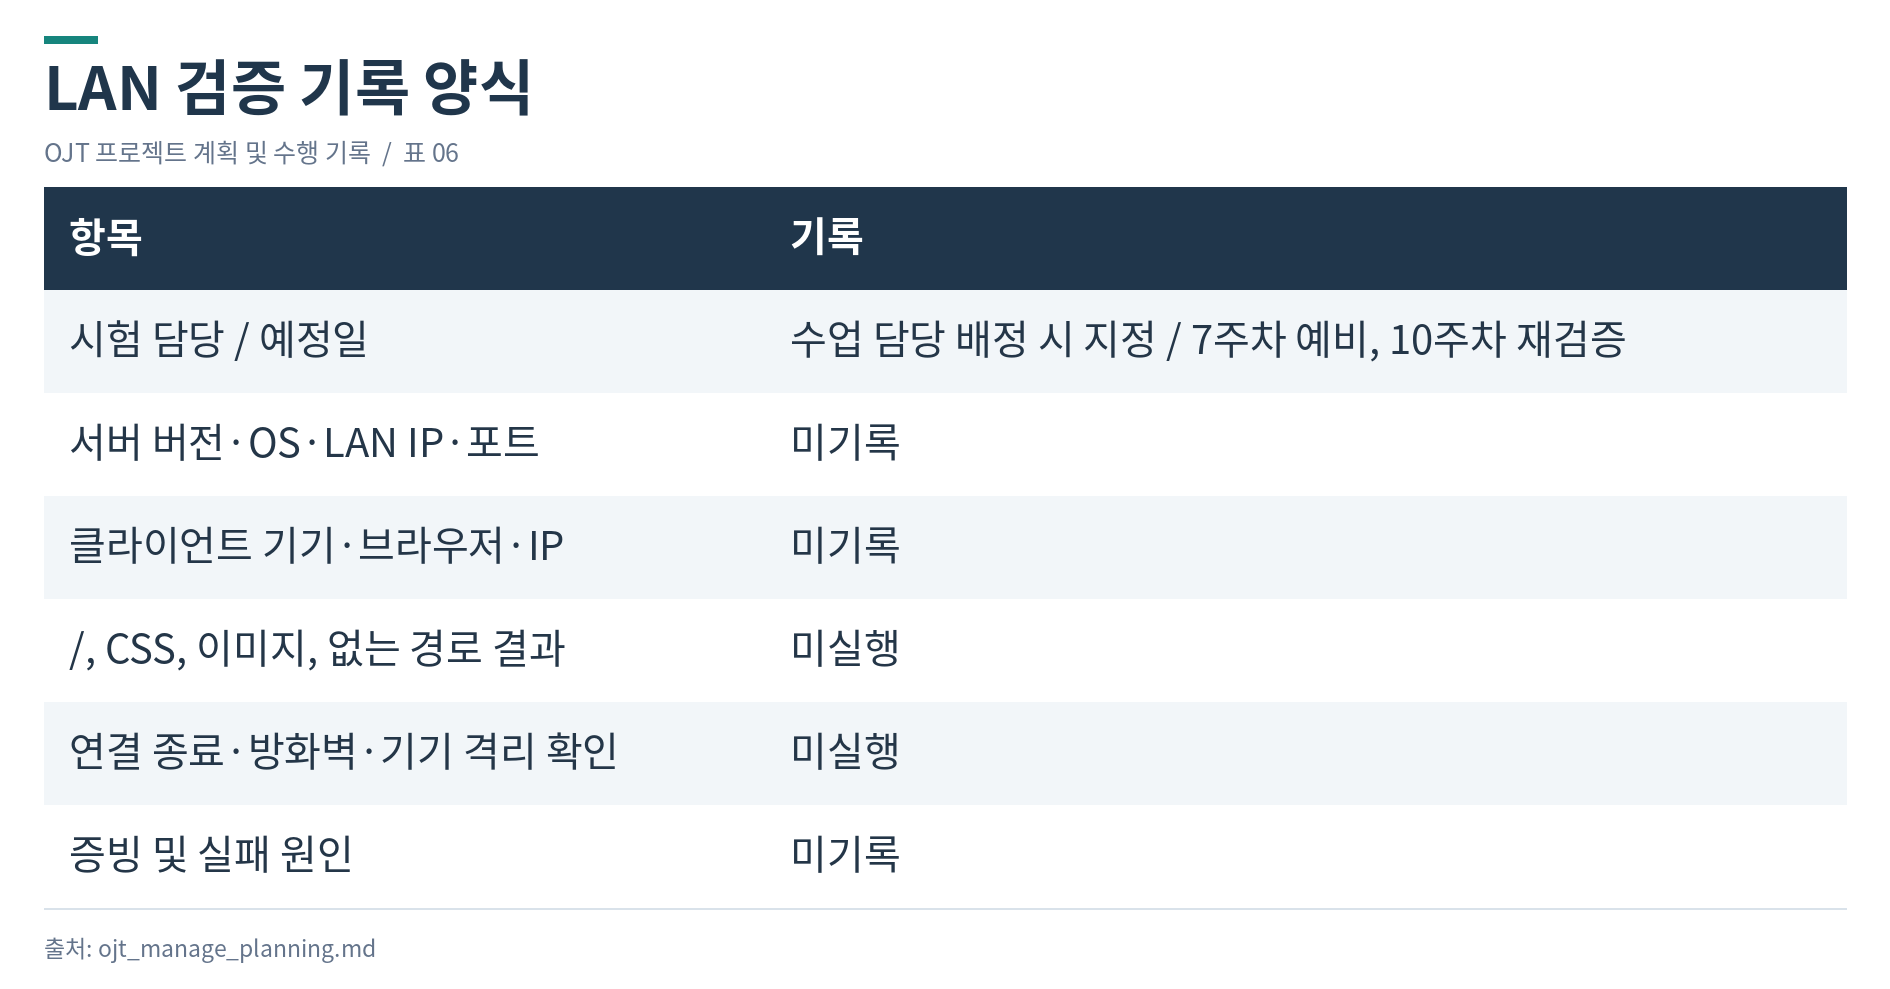 LAN 검증 기록 양식
OJT 프로젝트 계획 및 수행 기록 / 표 06
항목 기록
시험 담당 / 예정일 수업 담당 배정 시 지정 / 7주차 예비, 10주차 재검증
서버 버전·OS·LAN IP·포트 미기록
클라이언트 기기·브라우저·IP 미기록
/, CSS, 이미지, 없는 경로 결과 미실행
연결 종료·방화벽·기기 격리 확인 미실행
증빙 및 실패 원인 미기록
출처: ojt_manage_planning.md